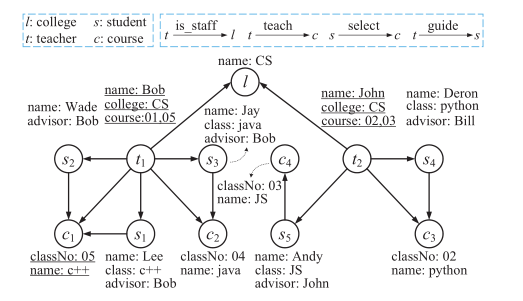 l: college s: student
t: teacher c: course
t is_staff l t teach c s select c t guide s
name: CS
name: Wade
advisor: Bob
name: Bob
college: CS
course:01,05
name: Jay
class: java
advisor: Bob
name: John
college: CS
course: 02,03
name: Deron
class: python
advisor: Bill
l
s2 t1 s3 c4 t2 s4
classNo: 03
name: JS
c1 s1 c2 s5 c3
classNo: 05
name: c++
name: Lee
class: c++
advisor: Bob
classNo: 04
name: java
name: Andy
class: JS
advisor: John
classNo: 02
name: python